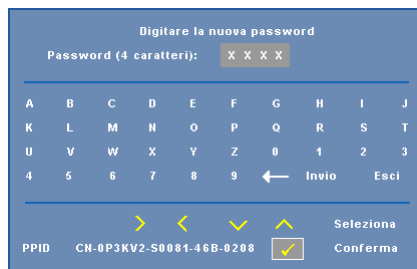 Digitare la nuova password
Password (4 caratteri): X X X X
A B C D E F G H I J
K L M N O P Q R S T
U V W X Y Z 0 1 2 3
4 5 6 7 8 9 ← Invio Esci
Seleziona
PPID CN-0P3KV2-S0081-46B-0208 Conferma